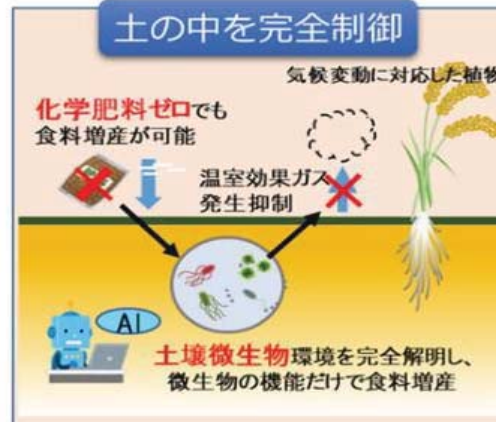 土の中を完全制御
気候変動に対応した植物
化学肥料ゼロでも
食料増産が可能
温室効果ガス
発生抑制
AI
土壌微生物環境を完全解明し、
微生物の機能だけで食料増産